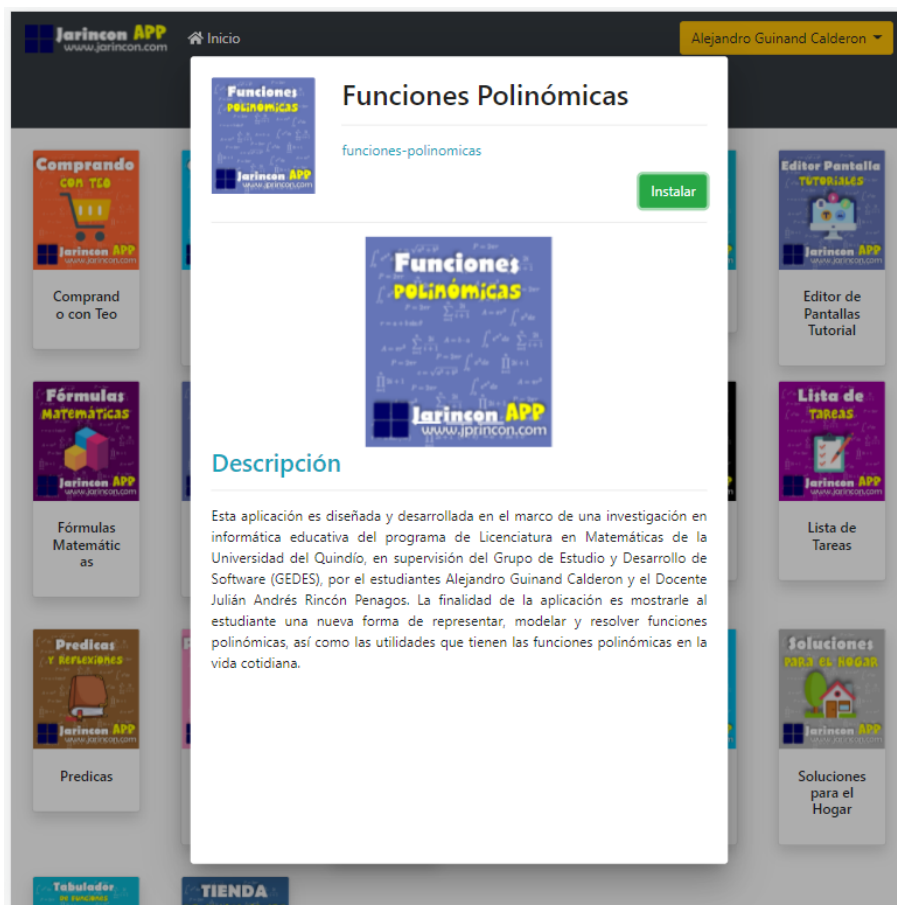 Jarincon APP
www.jarincon.com
Inicio
Alejandro Guinand Calderon
Funciones
POLINÓMICAS
Jarincon APP
www.jarincon.com
Funciones Polinómicas
funciones-polinomicas
Instalar
Funciones
POLINÓMICAS
Jarincon APP
www.jprincon.com
Descripción
Esta aplicación es diseñada y desarrollada en el marco de una investigación en
informática educativa del programa de Licenciatura en Matemáticas de la
Universidad del Quindío, en supervisión del Grupo de Estudio y Desarrollo de
Software (GEDES), por el estudiantes Alejandro Guinand Calderon y el Docente
Julián Andrés Rincón Penagos. La finalidad de la aplicación es mostrarle al
estudiante una nueva forma de representar, modelar y resolver funciones
polinómicas, así como las utilidades que tienen las funciones polinómicas en la
vida cotidiana.
Comprando
CON TEO
Jarincon APP
www.jarincon.com
Comprand
o con Teo
Editor Pantalla
TUTORIALES
Jarincon APP
www.jarincon.com
Editor de
Pantallas
Tutorial
Fórmulas
MATEMÁTICAS
Jarincon APP
www.jarincon.com
Fórmulas
Matemátic
as
Lista de
TAREAS
Jarincon APP
www.jarincon.com
Lista de
Tareas
Predicas
Y REFLEXIONES
Jarincon APP
www.jarincon.com
Predicas
Soluciones
PARA EL HOGAR
Jarincon APP
www.jarincon.com
Soluciones
para el
Hogar
Tabulador
DE FUNCIONES
TIENDA